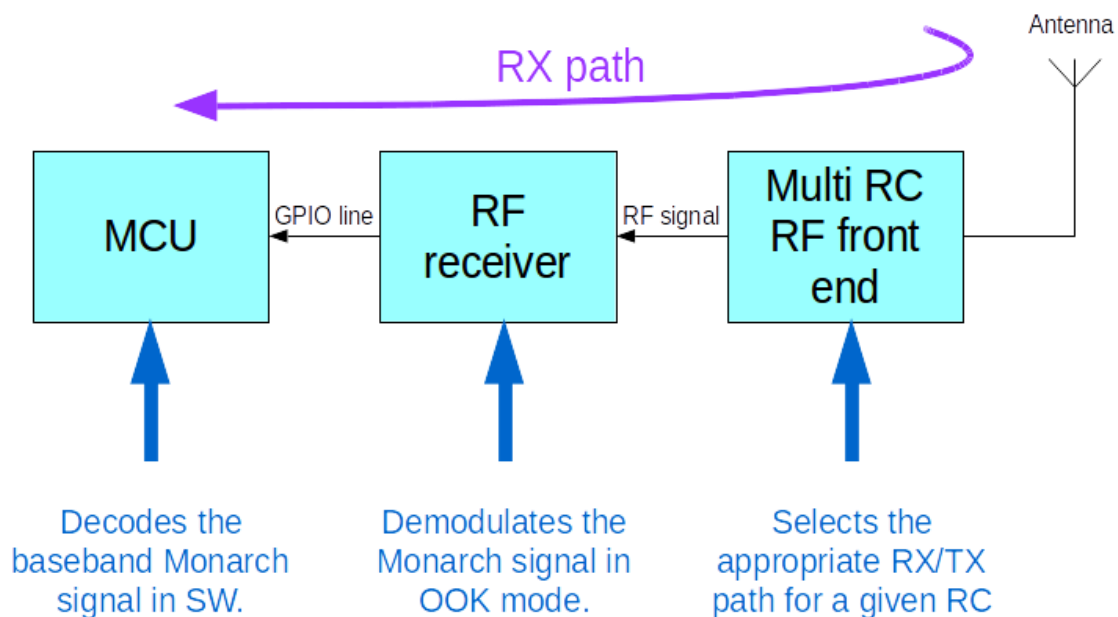 Antenna
RX path
MCU
GPIO line
RF
receiver
RF signal
Multi RC
RF front
end
Decodes the
baseband Monarch
signal in SW.
Demodulates the
Monarch signal in
OOK mode.
Selects the
appropriate RX/TX
path for a given RC